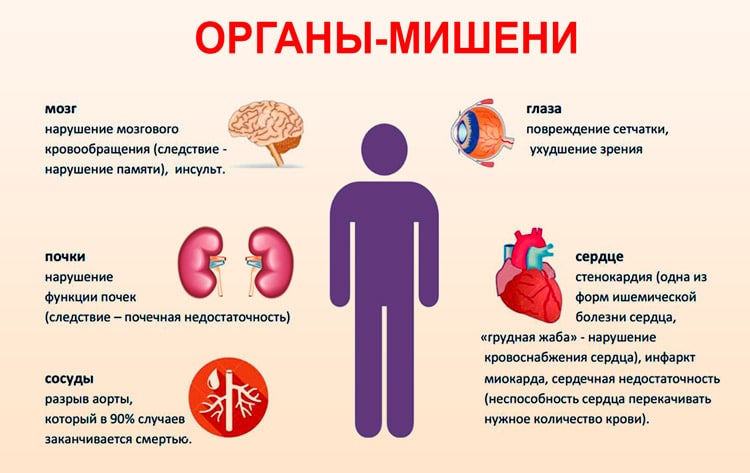 ОРГАНЫ-МИШЕНИ
мозг
нарушение мозгового
кровообращения (следствие -
нарушение памяти), инсульт.
глаза
повреждение сетчатки,
ухудшение зрения
почки
нарушение
функции почек
(следствие – почечная недостаточность)
сердце
стенокардия (одна из
форм ишемической
болезни сердца,
«грудная жаба» - нарушение
кровоснабжения сердца), инфаркт
миокарда, сердечная недостаточность
(неспособность сердца перекачивать
нужное количество крови).
сосуды
разрыв аорты,
который в 90% случаев
заканчивается смертью.